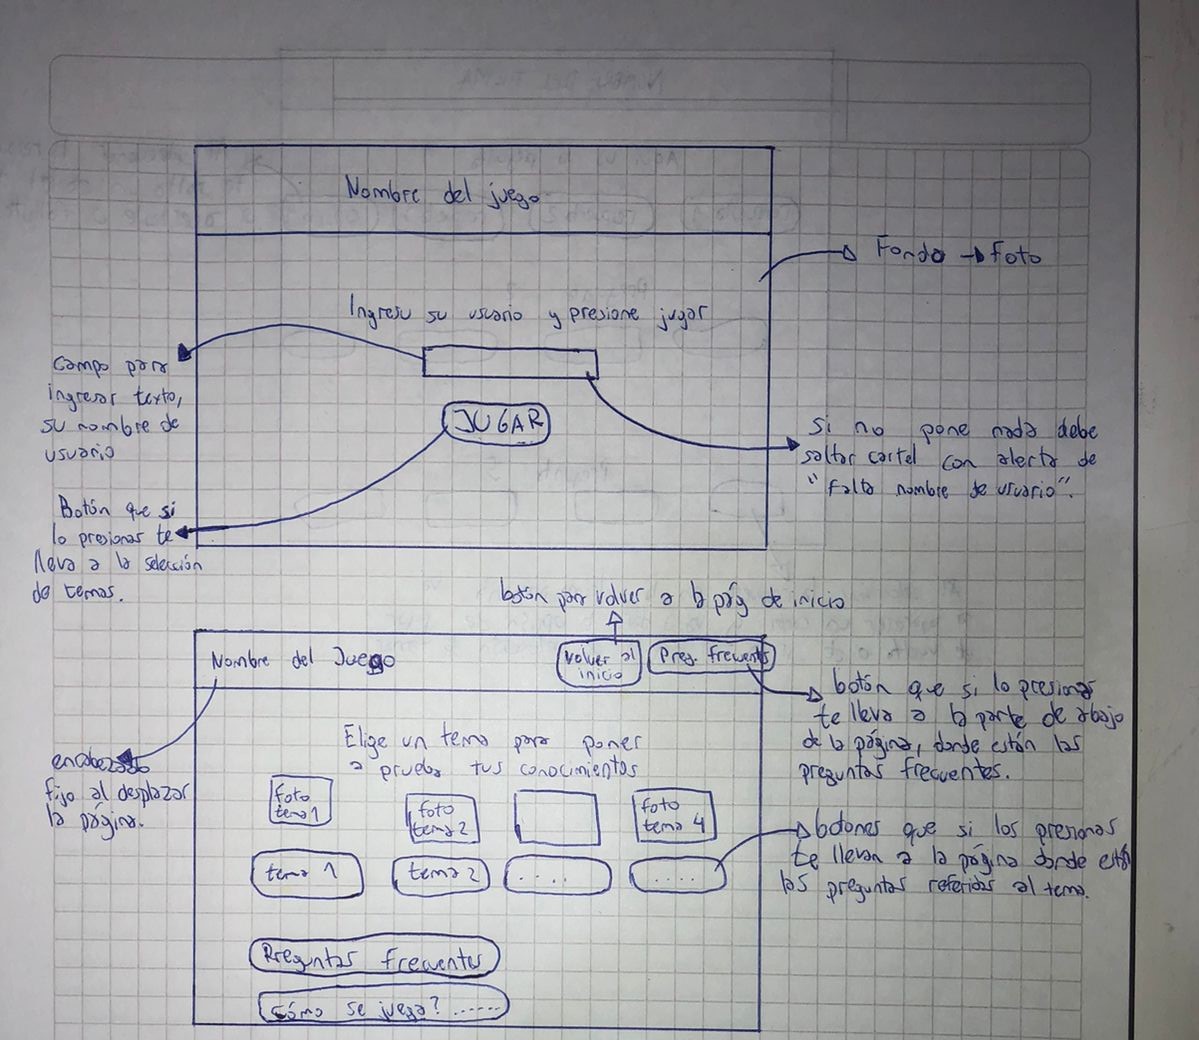 Nombre del juego
Fondo → foto
Ingrese su usuario y presione jugar
Campo para
ingresar texto,
su nombre de
usuario
JUGAR
Si no pone nada debe
saltar cartel con alerta de
"falta nombre de usuario".
Botón que si
lo presionas te
lleva a la selección
de temas.
botón para volver a la pág de inicio
Nombre del Juego
Volver al
inicio
Preg. frecuents
botón que si lo presionas
te lleva a la parte de abajo
de la página, donde están las
preguntas frecuentes.
encabezado
fijo al desplazar
la página.
Elige un tema para poner
a prueba tus conocimientos
foto
tema 1
foto
tema 2
foto
tema 4
tema 1
tema 2
....
....
botones que si los presionas
te llevan a la página donde están
las preguntas referidas al tema.
Preguntas frecuentes
Cómo se juega? ......